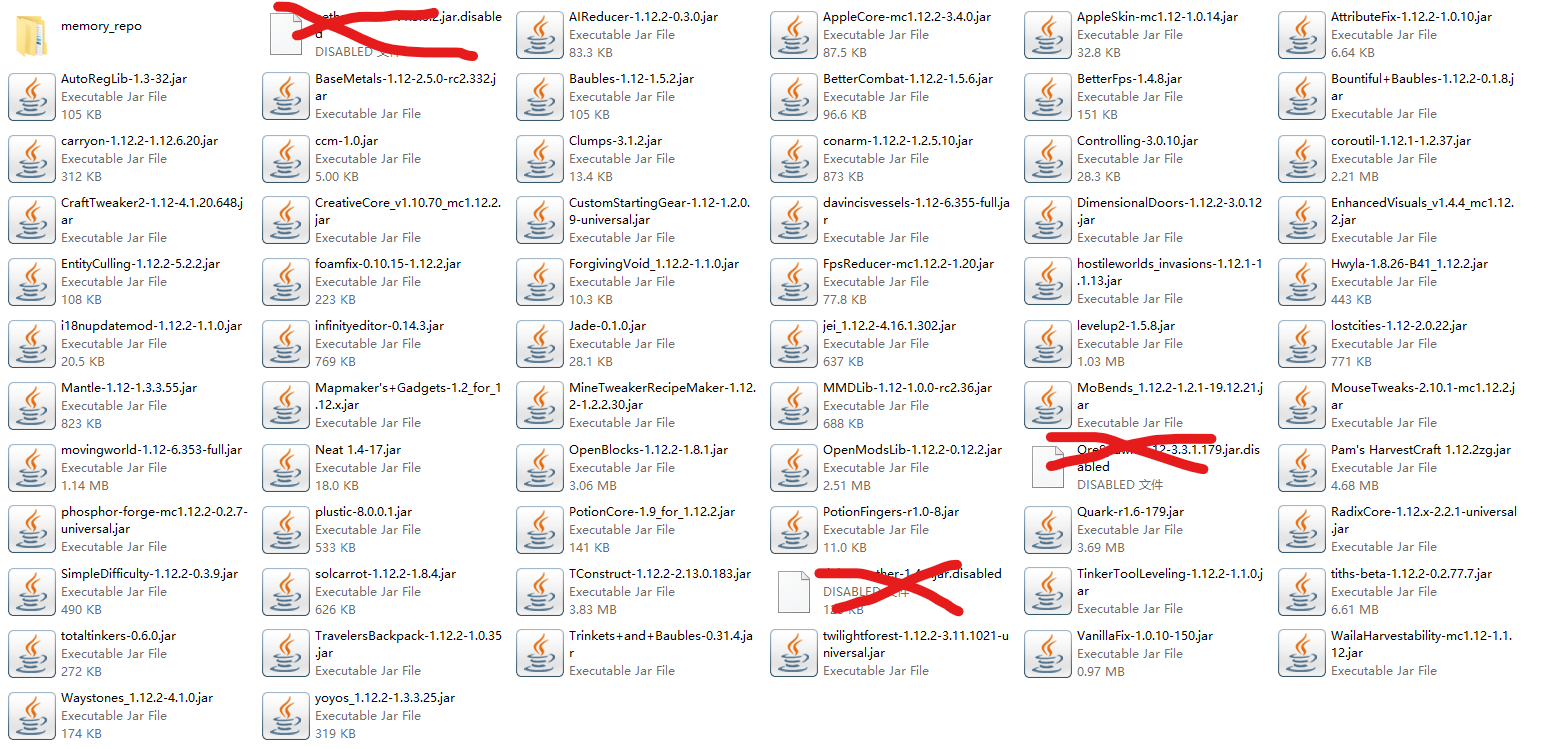 memory_repo
.jar.disable
d
DISABLED
AIReducer-1.12.2-0.3.0.jar
Executable Jar File
83.3 KB
AppleCore-mc1.12.2-3.4.0.jar
Executable Jar File
87.5 KB
AppleSkin-mc1.12-1.0.14.jar
Executable Jar File
32.8 KB
AttributeFix-1.12.2-1.0.10.jar
Executable Jar File
6.64 KB
AutoRegLib-1.3-32.jar
Executable Jar File
105 KB
BaseMetals-1.12-2.5.0-rc2.332.j
ar
Executable Jar File
Baubles-1.12-1.5.2.jar
Executable Jar File
105 KB
BetterCombat-1.12.2-1.5.6.jar
Executable Jar File
96.6 KB
BetterFps-1.4.8.jar
Executable Jar File
151 KB
Bountiful+Baubles-1.12.2-0.1.8.j
ar
Executable Jar File
carryon-1.12.2-1.12.6.20.jar
Executable Jar File
312 KB
ccm-1.0.jar
Executable Jar File
5.00 KB
Clumps-3.1.2.jar
Executable Jar File
13.4 KB
conarm-1.12.2-1.2.5.10.jar
Executable Jar File
873 KB
Controlling-3.0.10.jar
Executable Jar File
28.3 KB
coroutil-1.12.1-1.2.37.jar
Executable Jar File
2.21 MB
CraftTweaker2-1.12-4.1.20.648.j
ar
Executable Jar File
CreativeCore_v1.10.70_mc1.12.2.
jar
Executable Jar File
CustomStartingGear-1.12-1.2.0.
9-universal.jar
Executable Jar File
davincisvessels-1.12-6.355-full.ja
r
Executable Jar File
DimensionalDoors-1.12.2-3.0.12
.jar
Executable Jar File
EnhancedVisuals_v1.4.4_mc1.12.
2.jar
Executable Jar File
EntityCulling-1.12.2-5.2.2.jar
Executable Jar File
108 KB
foamfix-0.10.15-1.12.2.jar
Executable Jar File
223 KB
ForgivingVoid_1.12.2-1.1.0.jar
Executable Jar File
10.3 KB
FpsReducer-mc1.12.2-1.20.jar
Executable Jar File
77.8 KB
hostileworlds_invasions-1.12.1-1
.1.13.jar
Executable Jar File
Hwyla-1.8.26-B41_1.12.2.jar
Executable Jar File
443 KB
i18nupdatemod-1.12.2-1.1.0.jar
Executable Jar File
20.5 KB
infinityeditor-0.14.3.jar
Executable Jar File
769 KB
Jade-0.1.0.jar
Executable Jar File
28.1 KB
jei_1.12.2-4.16.1.302.jar
Executable Jar File
637 KB
levelup2-1.5.8.jar
Executable Jar File
1.03 MB
lostcities-1.12-2.0.22.jar
Executable Jar File
771 KB
Mantle-1.12-1.3.3.55.jar
Executable Jar File
823 KB
Mapmaker's+Gadgets-1.2_for_1
.12.x.jar
Executable Jar File
MineTweakerRecipeMaker-1.12.
2-1.2.2.30.jar
Executable Jar File
MMDLib-1.12-1.0.0-rc2.36.jar
Executable Jar File
688 KB
MoBends_1.12.2-1.2.1-19.12.21.j
ar
Executable Jar File
MouseTweaks-2.10.1-mc1.12.2.j
ar
Executable Jar File
movingworld-1.12-6.353-full.jar
Executable Jar File
1.14 MB
Neat 1.4-17.jar
Executable Jar File
18.0 KB
OpenBlocks-1.12.2-1.8.1.jar
Executable Jar File
3.06 MB
OpenModsLib-1.12.2-0.12.2.jar
Executable Jar File
2.51 MB
12-3.3.1.179.jar.dis
abled
DISABLED 文件
Pam's HarvestCraft 1.12.2zg.jar
Executable Jar File
4.68 MB
phosphor-forge-mc1.12.2-0.2.7-
universal.jar
Executable Jar File
plustic-8.0.0.1.jar
Executable Jar File
533 KB
PotionCore-1.9_for_1.12.2.jar
Executable Jar File
141 KB
PotionFingers-r1.0-8.jar
Executable Jar File
11.0 KB
Quark-r1.6-179.jar
Executable Jar File
3.69 MB
RadixCore-1.12.x-2.2.1-universal
.jar
Executable Jar File
SimpleDifficulty-1.12.2-0.3.9.jar
Executable Jar File
490 KB
solcarrot-1.12.2-1.8.4.jar
Executable Jar File
626 KB
TConstruct-1.12.2-2.13.0.183.jar
Executable Jar File
3.83 MB
.jar.disabled
DISABLED 文件
KB
TinkerToolLeveling-1.12.2-1.1.0.j
ar
Executable Jar File
tiths-beta-1.12.2-0.2.77.7.jar
Executable Jar File
6.61 MB
totaltinkers-0.6.0.jar
Executable Jar File
272 KB
TravelersBackpack-1.12.2-1.0.35
.jar
Executable Jar File
Trinkets+and+Baubles-0.31.4.ja
r
Executable Jar File
twilightforest-1.12.2-3.11.1021-u
niversal.jar
Executable Jar File
VanillaFix-1.0.10-150.jar
Executable Jar File
0.97 MB
WailaHarvestability-mc1.12-1.1.
12.jar
Executable Jar File
Waystones_1.12.2-4.1.0.jar
Executable Jar File
174 KB
yoyos_1.12.2-1.3.3.25.jar
Executable Jar File
319 KB